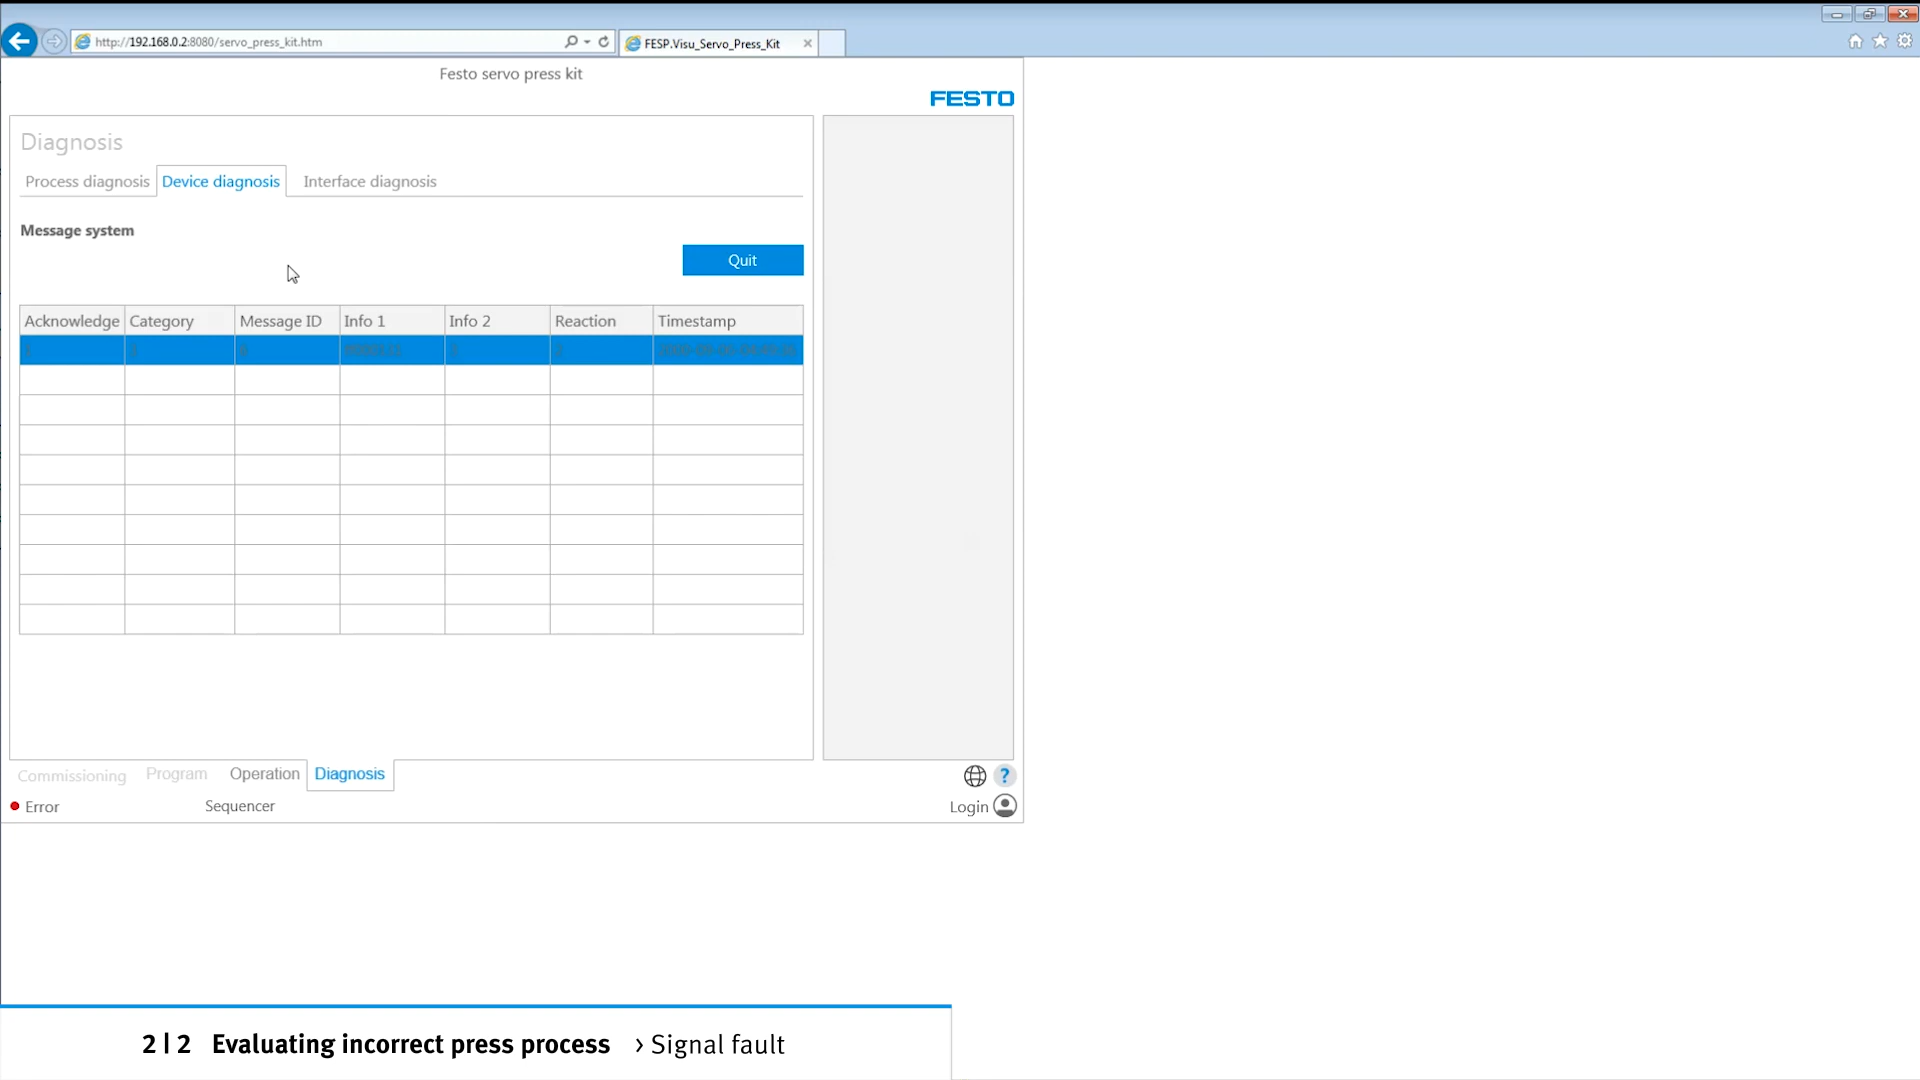 http://192.168.0.2:8080/servo_press_kit.htm
FESP.Visu_Servo_Press_Kit
Festo servo press kit
FESTO
Diagnosis
Process diagnosis Device diagnosis Interface diagnosis
Message system
Quit
Acknowledge Category Message ID Info 1 Info 2 Reaction Timestamp
Commissioning Program Operation Diagnosis
?
Error Sequencer Login
2 | 2 Evaluating incorrect press process › Signal fault